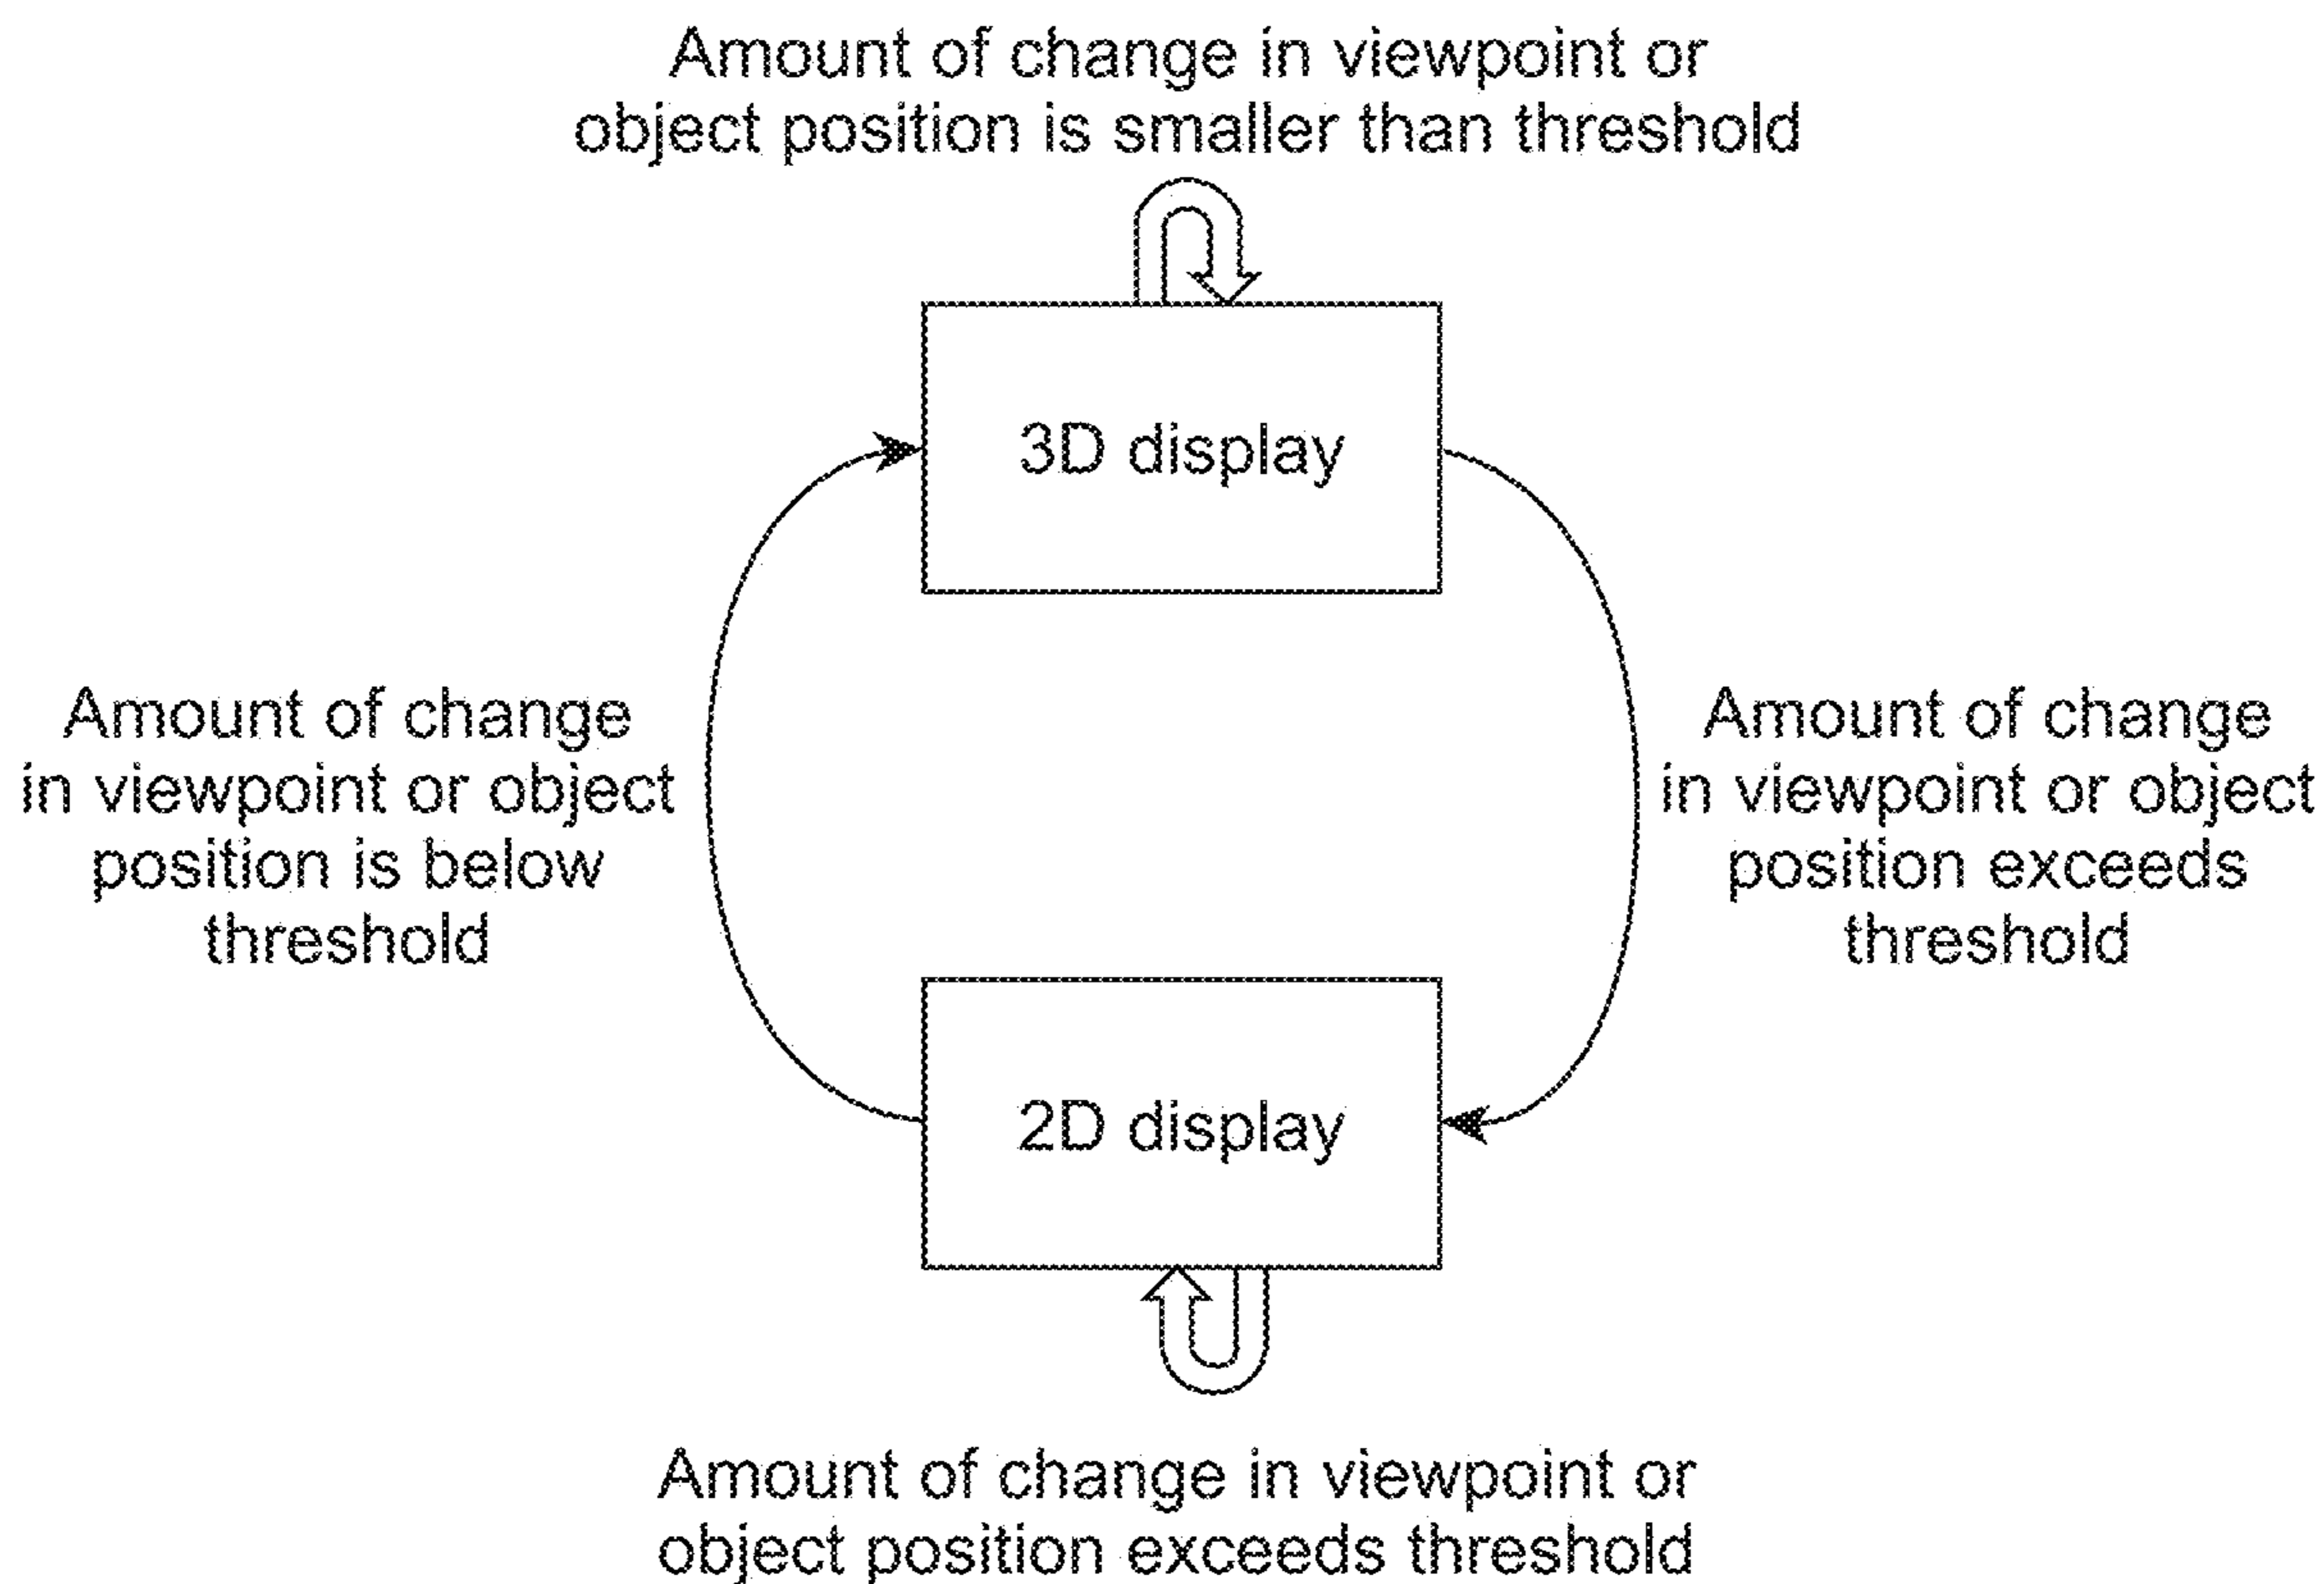 Amount of change in viewpoint or
object position is smaller than threshold
3D display
Amount of change
in viewpoint or object
position is below
threshold
Amount of change
in viewpoint or object
position exceeds
threshold
2D display
Amount of change in viewpoint or
object position exceeds threshold